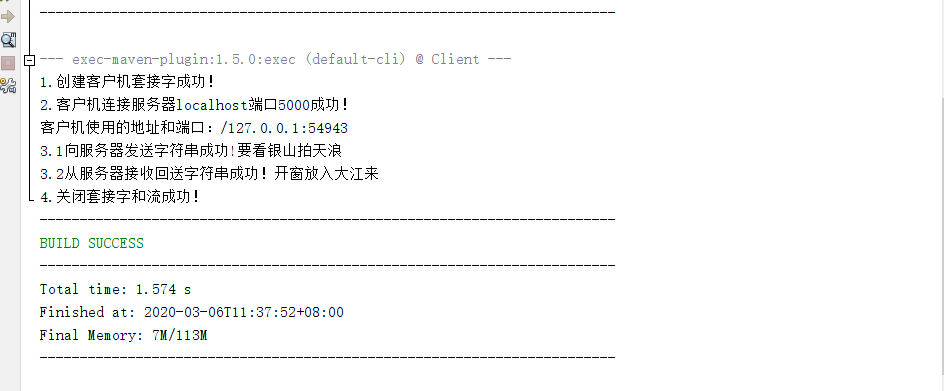 ------------------------------------------------------------------------
--- exec-maven-plugin:1.5.0:exec (default-cli) @ Client ---
1.创建客户机套接字成功!
2.客户机连接服务器localhost端口5000成功!
客户机使用的地址和端口：/127.0.0.1:54943
3.1向服务器发送字符串成功!要看银山拍天浪
3.2从服务器接收回送字符串成功！开窗放入大江来
4.关闭套接字和流成功!
------------------------------------------------------------------------
BUILD SUCCESS
------------------------------------------------------------------------
Total time: 1.574 s
Finished at: 2020-03-06T11:37:52+08:00
Final Memory: 7M/113M
------------------------------------------------------------------------